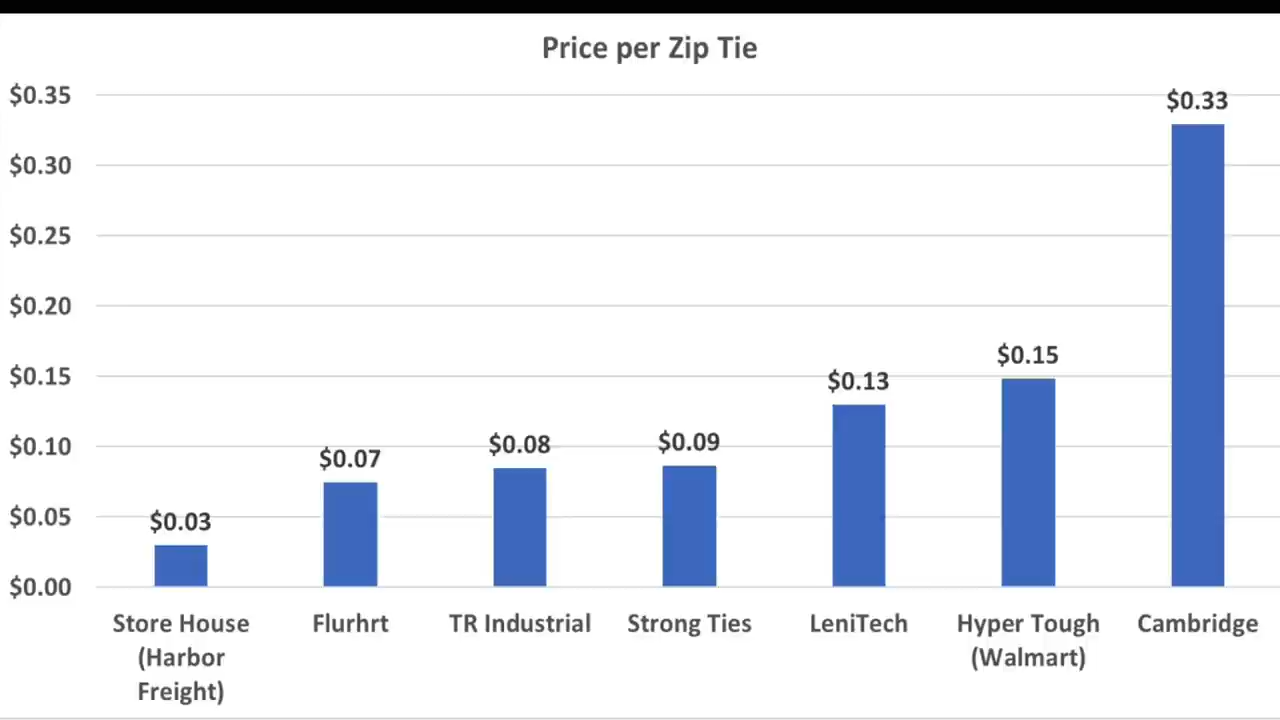 Price per Zip Tie
$0.35
$0.30
$0.25
$0.20
$0.15
$0.10
$0.05
$0.00
$0.03
$0.07
$0.08
$0.09
$0.13
$0.15
$0.33
Store House
(Harbor
Freight)
Flurhrt
TR Industrial
Strong Ties
LeniTech
Hyper Tough
(Walmart)
Cambridge